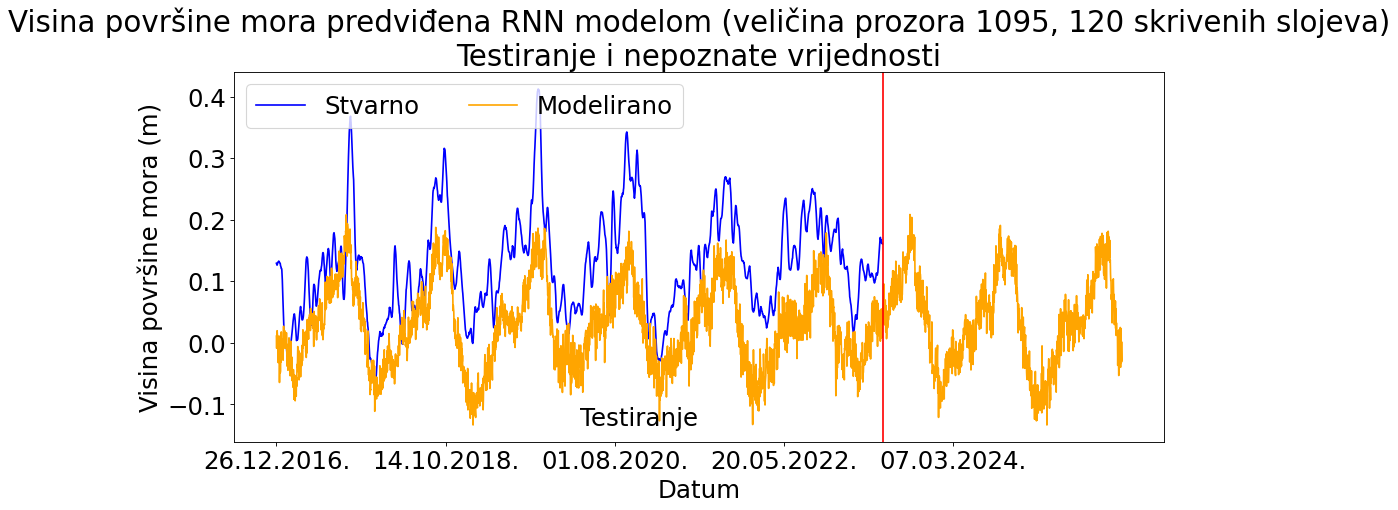 Visina površine mora predviđena RNN modelom (veličina prozora 1095, 120 skrivenih slojeva)
Testiranje i nepoznate vrijednosti
Stvarno Modelirano
Visina površine mora (m)
0.4
0.3
0.2
0.1
0.0
−0.1
Testiranje
26.12.2016. 14.10.2018. 01.08.2020. 20.05.2022. 07.03.2024.
Datum